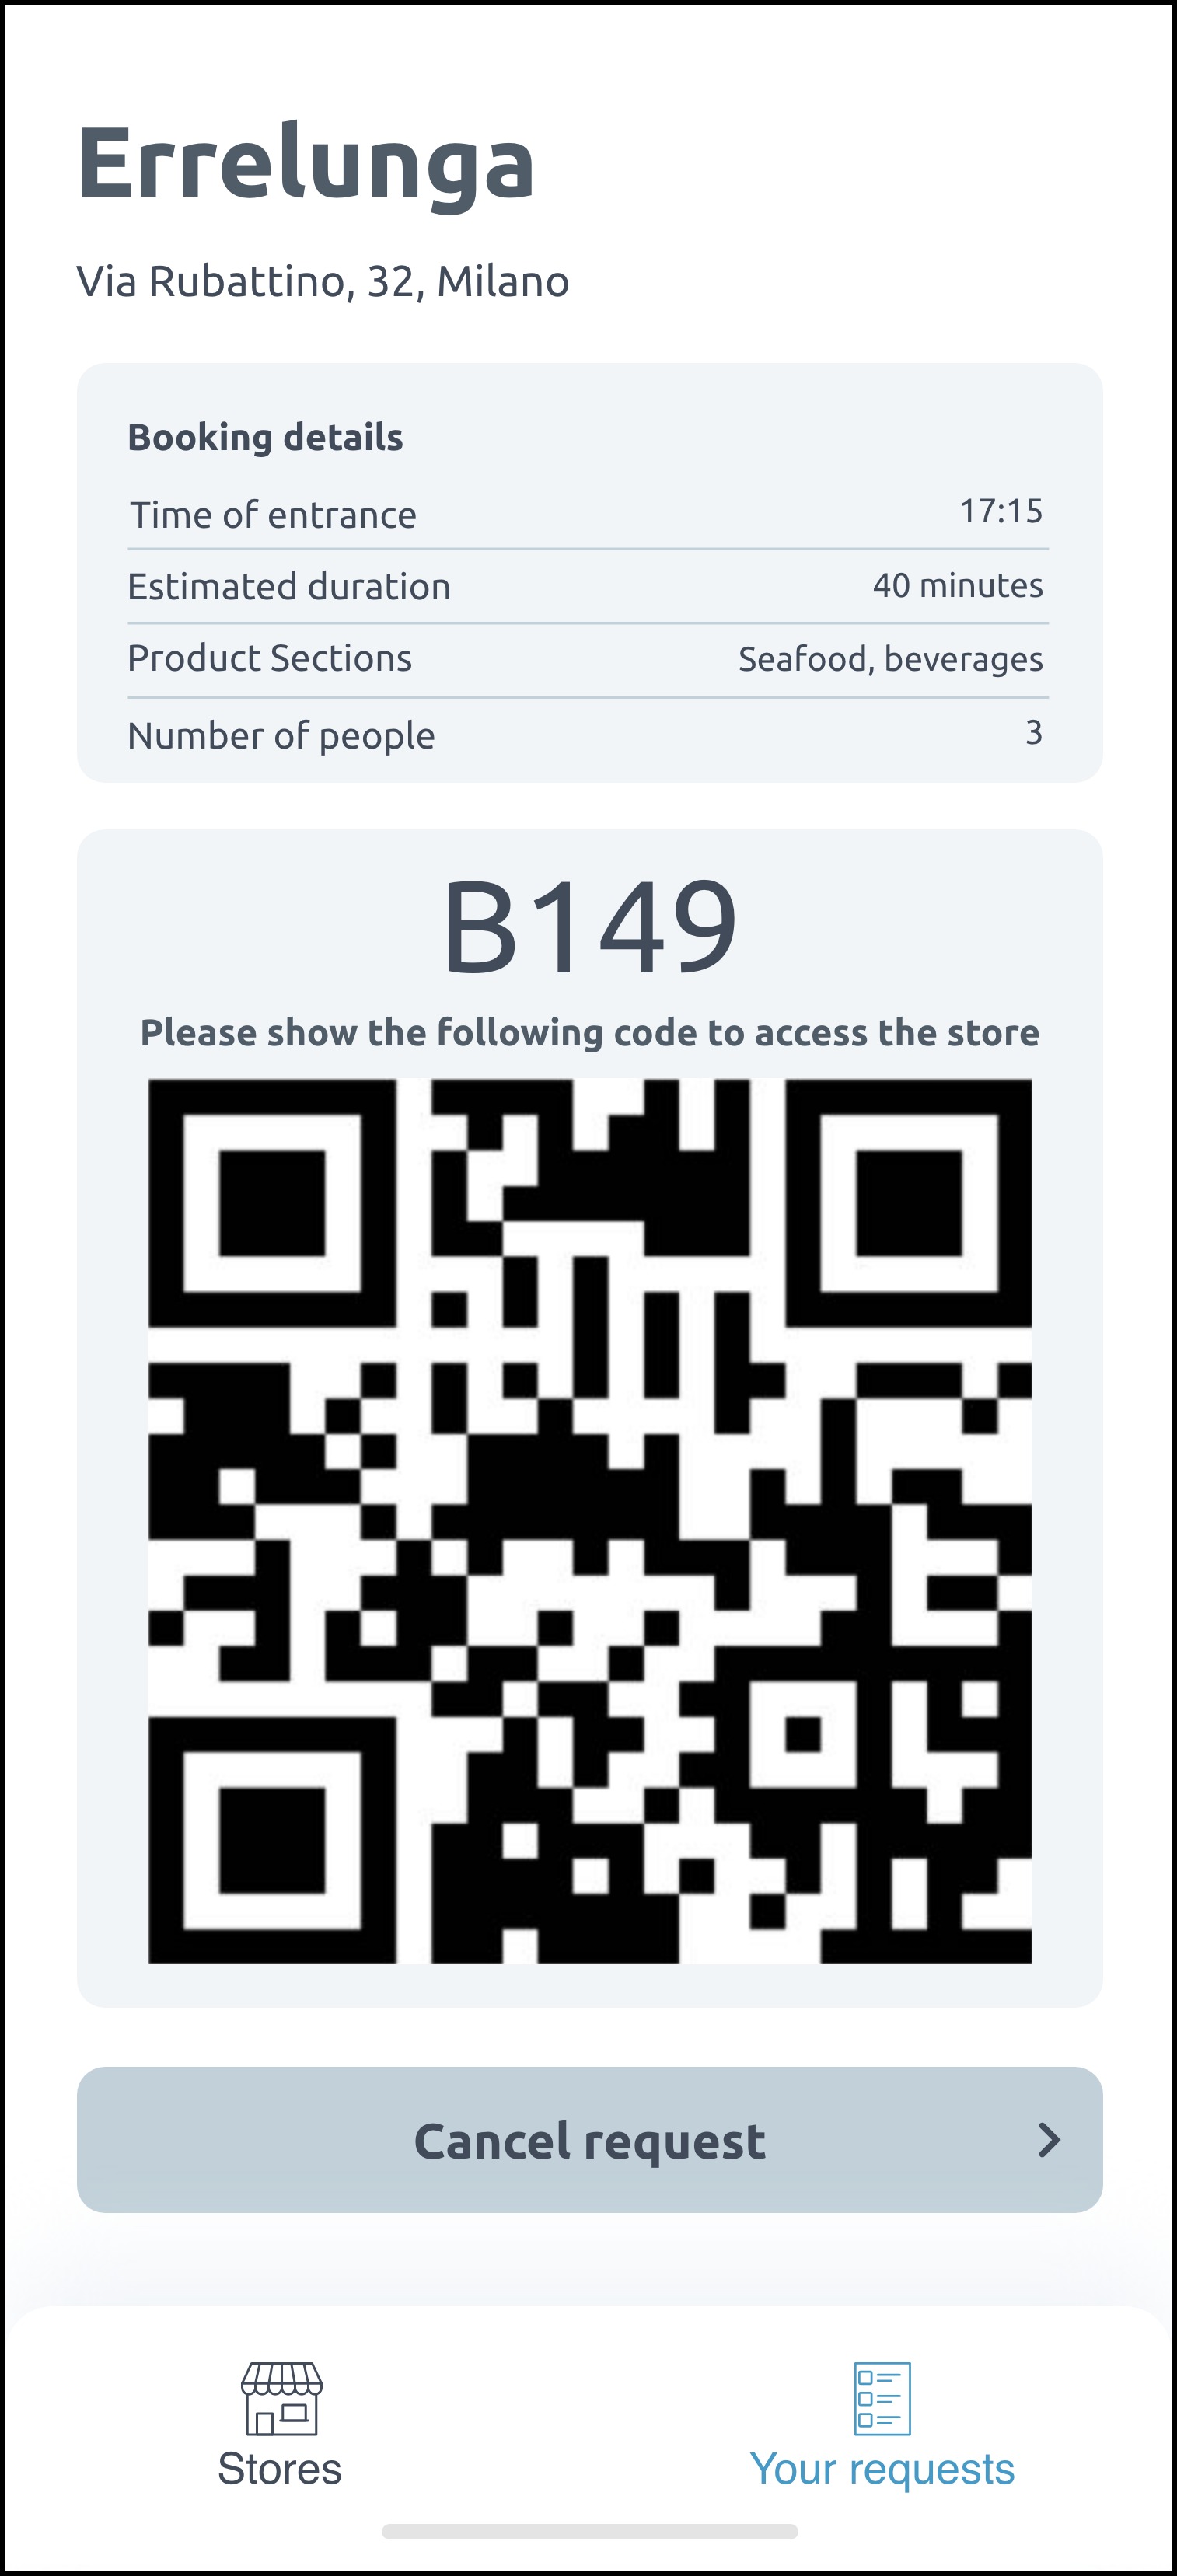 Errelunga
Via Rubattino, 32, Milano
Booking details
Time of entrance 17:15
Estimated duration 40 minutes
Product Sections Seafood, beverages
Number of people 3
B149
Please show the following code to access the store
Cancel request
Stores Your requests